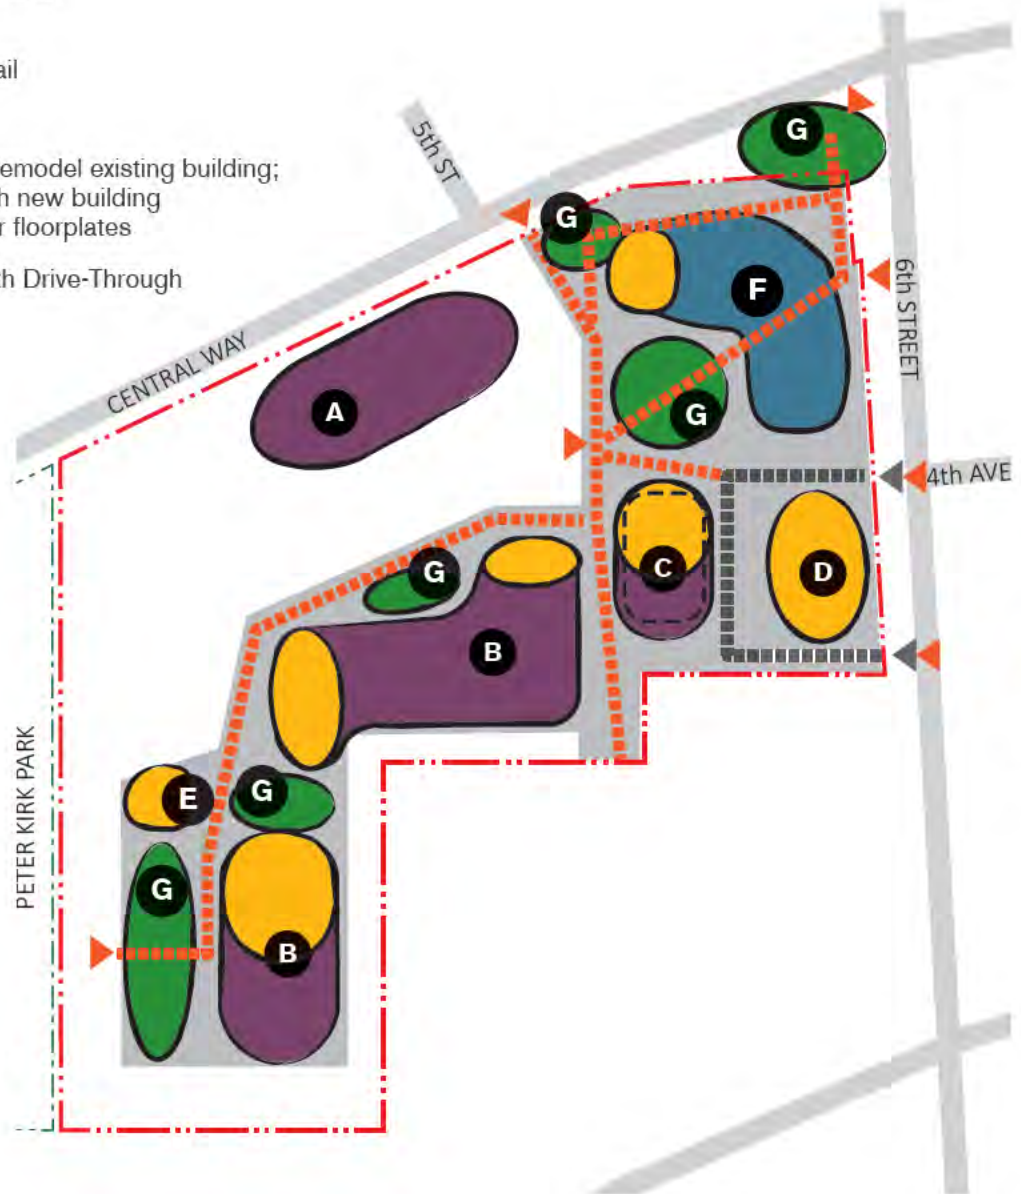 ail
emodel existing building;
h new building
r floorplates
th Drive-Through
5th ST
CENTRAL WAY
6th STREET
4th AVE
PETER KIRK PARK
G
G
F
A
G
C
D
G
B
E
G
G
B